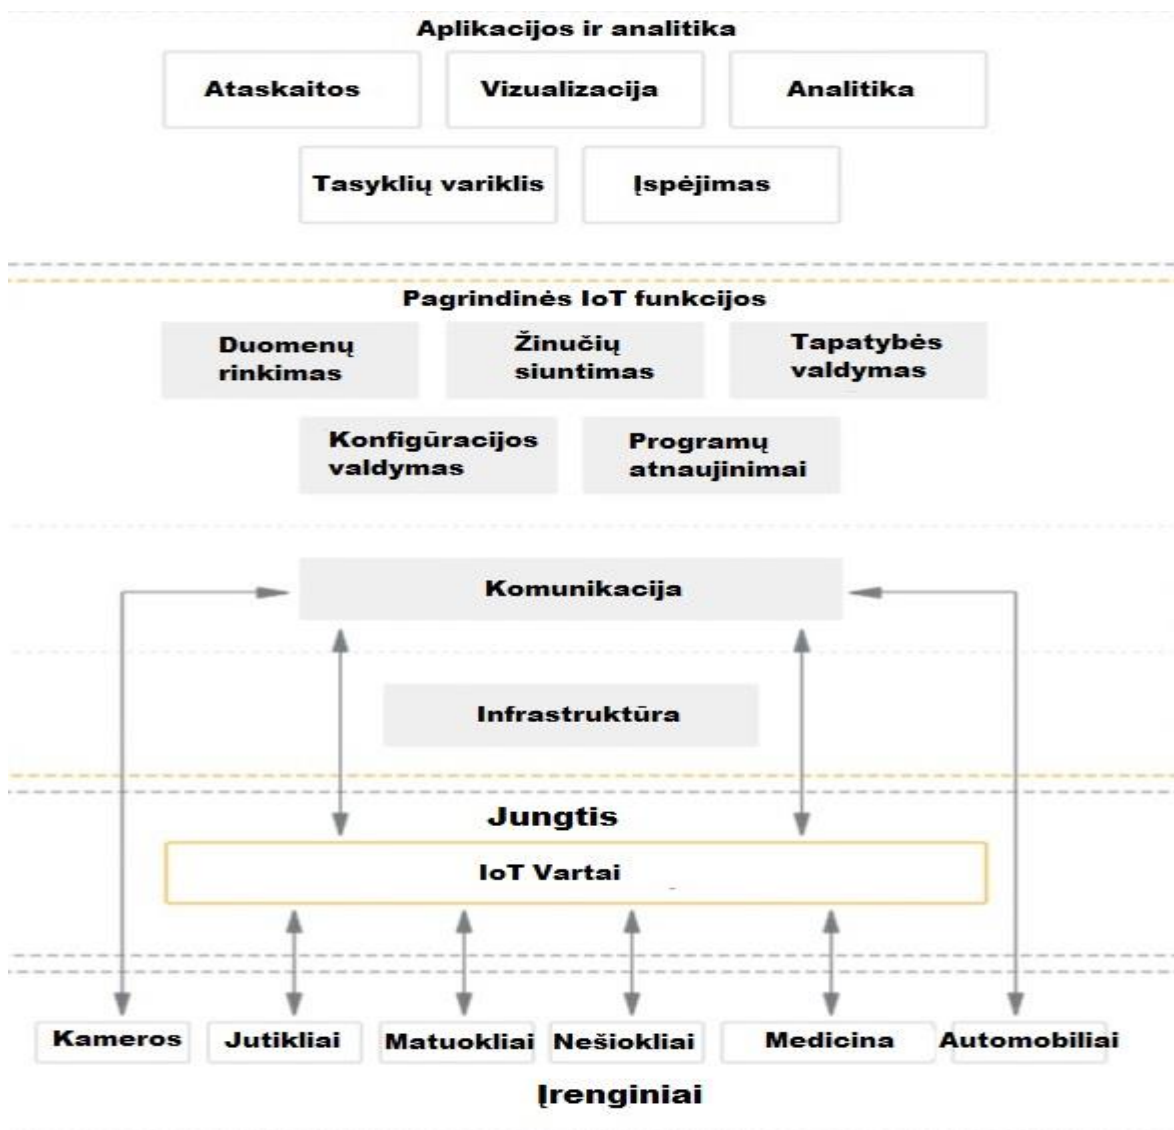 Aplikacijos ir analitika
Ataskaitos
Vizualizacija
Analitika
Tasyklių variklis
Įspėjimas
Pagrindinės IoT funkcijos
Duomenų
rinkimas
Žinučių
siuntimas
Tapatybės
valdymas
Konfigūracijos
valdymas
Programų
atnaujinimai
Komunikacija
Infrastruktūra
Jungtis
IoT Vartai
Kameros
Jutikliai
Matuokliai
Nešiokliai
Medicina
Automobiliai
Įrenginiai